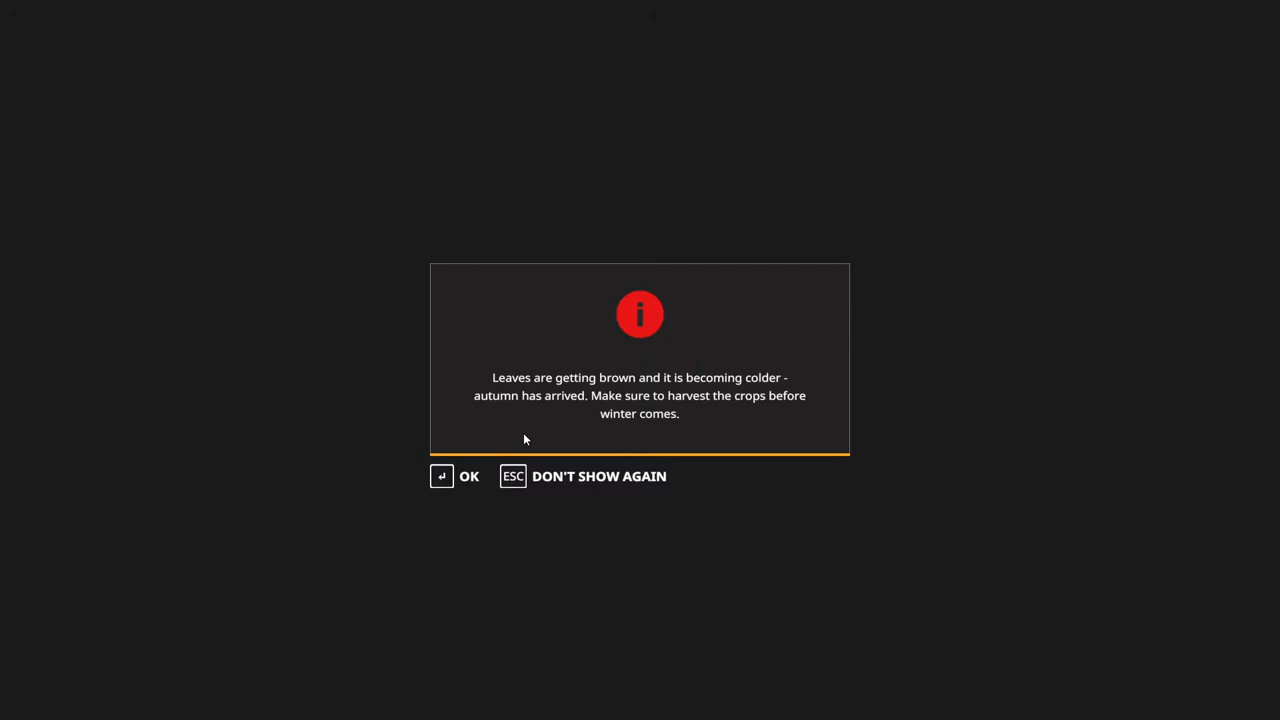 Leaves are getting brown and it is becoming colder -
autumn has arrived. Make sure to harvest the crops before
winter comes.
↵ OK ESC DON'T SHOW AGAIN